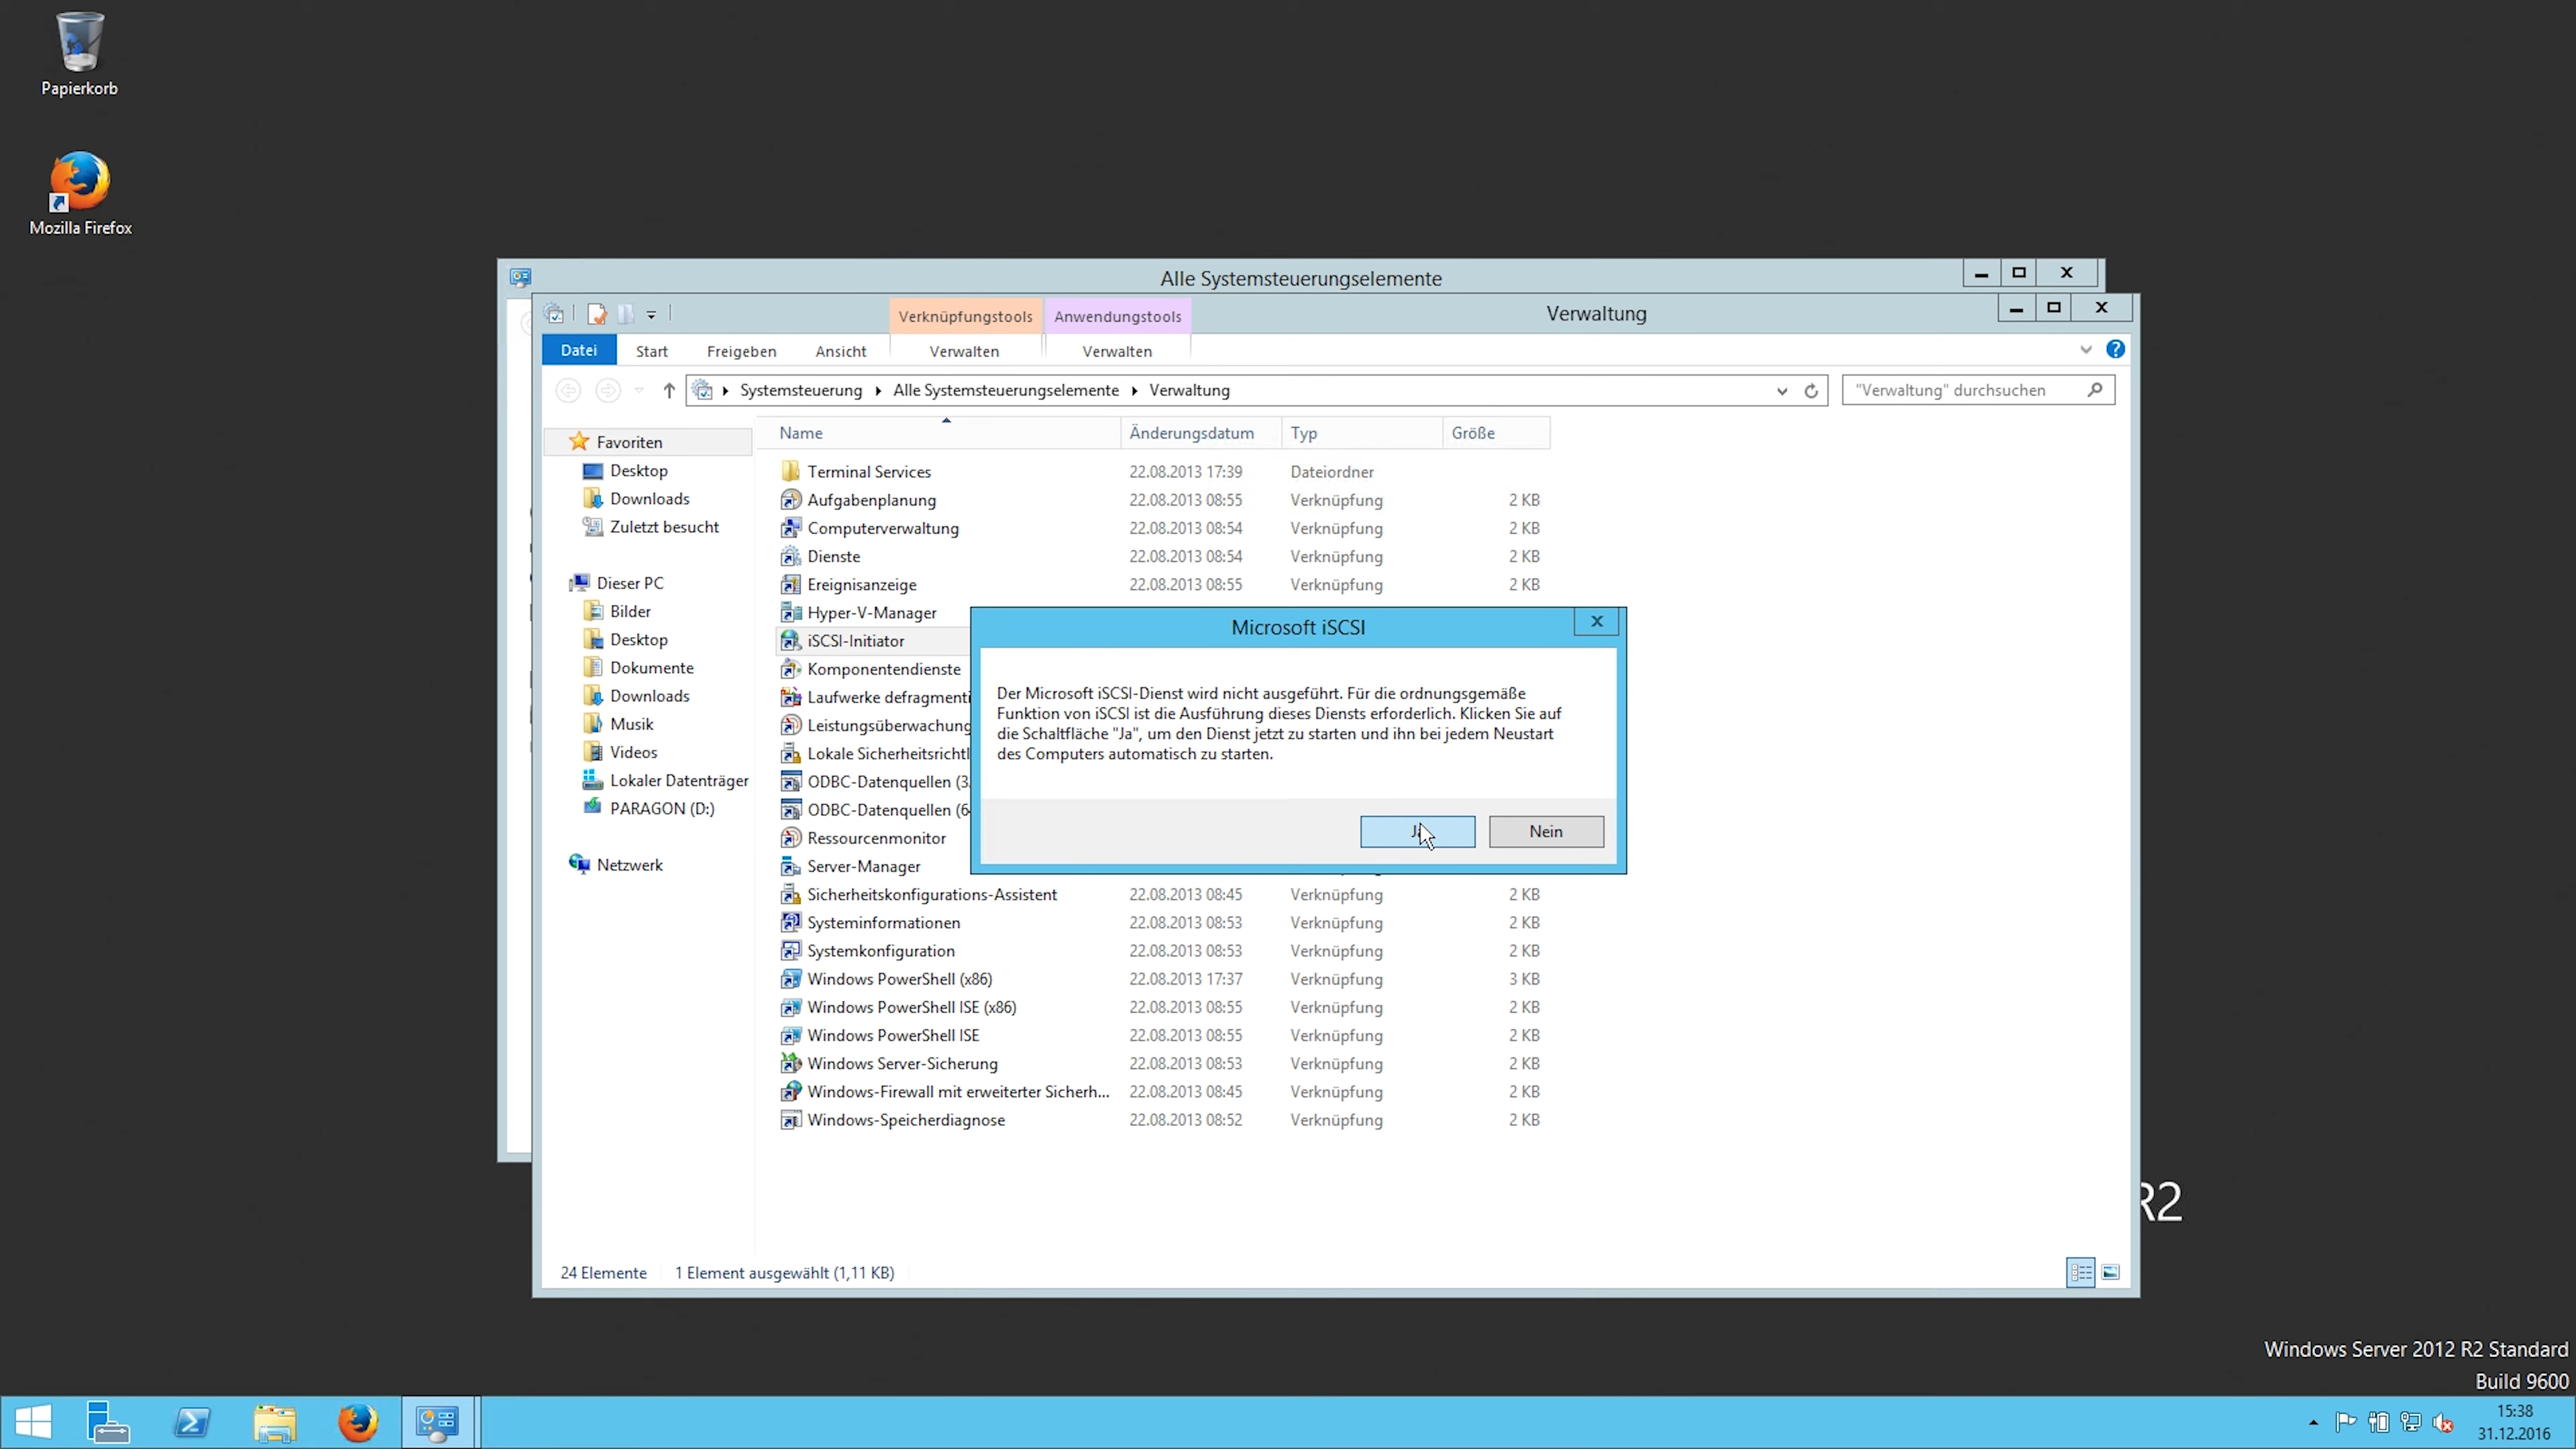 Papierkorb
Mozilla Firefox
Alle Systemsteuerungselemente
Verknüpfungstools
Anwendungstools
Verwaltung
Datei
Start
Freigeben
Ansicht
Verwalten
Verwalten
Systemsteuerung
Alle Systemsteuerungselemente
Verwaltung
"Verwaltung" durchsuchen
Favoriten
Desktop
Downloads
Zuletzt besucht
Dieser PC
Bilder
Desktop
Dokumente
Downloads
Musik
Videos
Lokaler Datenträger
PARAGON (D:)
Netzwerk
Name Änderungsdatum Typ Größe
Terminal Services 22.08.2013 17:39 Dateiordner
Aufgabenplanung 22.08.2013 08:55 Verknüpfung 2 KB
Computerverwaltung 22.08.2013 08:54 Verknüpfung 2 KB
Dienste 22.08.2013 08:54 Verknüpfung 2 KB
Ereignisanzeige 22.08.2013 08:55 Verknüpfung 2 KB
Hyper-V-Manager
iSCSI-Initiator
Komponentendienste
Laufwerke defragmenti
Leistungsüberwachung
Lokale Sicherheitsrichtl
ODBC-Datenquellen (3
ODBC-Datenquellen (6
Ressourcenmonitor
Server-Manager
Sicherheitskonfigurations-Assistent 22.08.2013 08:45 Verknüpfung 2 KB
Systeminformationen 22.08.2013 08:53 Verknüpfung 2 KB
Systemkonfiguration 22.08.2013 08:53 Verknüpfung 2 KB
Windows PowerShell (x86) 22.08.2013 17:37 Verknüpfung 3 KB
Windows PowerShell ISE (x86) 22.08.2013 08:55 Verknüpfung 2 KB
Windows PowerShell ISE 22.08.2013 08:55 Verknüpfung 2 KB
Windows Server-Sicherung 22.08.2013 08:53 Verknüpfung 2 KB
Windows-Firewall mit erweiterter Sicherh... 22.08.2013 08:45 Verknüpfung 2 KB
Windows-Speicherdiagnose 22.08.2013 08:52 Verknüpfung 2 KB
Microsoft iSCSI
Der Microsoft iSCSI-Dienst wird nicht ausgeführt. Für die ordnungsgemäße
Funktion von iSCSI ist die Ausführung dieses Diensts erforderlich. Klicken Sie auf
die Schaltfläche "Ja", um den Dienst jetzt zu starten und ihn bei jedem Neustart
des Computers automatisch zu starten.
Ja
Nein
24 Elemente
1 Element ausgewählt (1,11 KB)
R2
Windows Server 2012 R2 Standard
Build 9600
15:38
31.12.2016